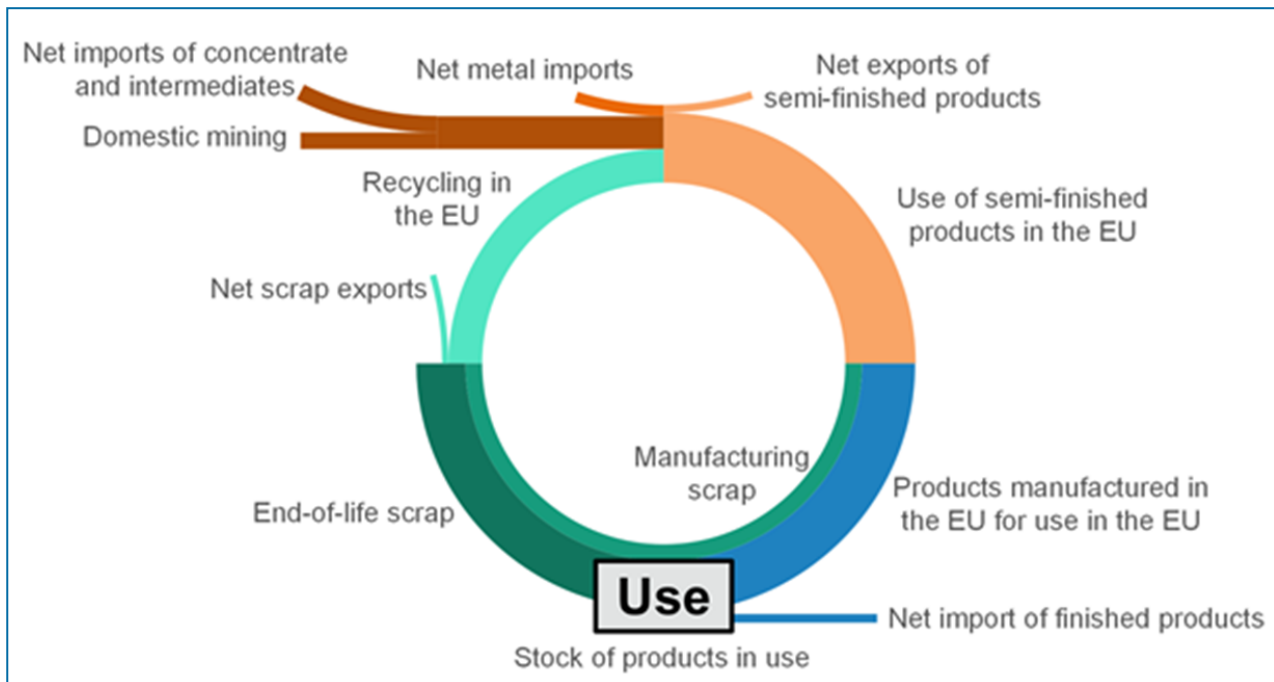 Net imports of concentrate
and intermediates
Net metal imports
Net exports of
semi-finished products
Domestic mining
Recycling in
the EU
Use of semi-finished
products in the EU
Net scrap exports
Manufacturing
scrap
End-of-life scrap
Products manufactured in
the EU for use in the EU
Use
Net import of finished products
Stock of products in use